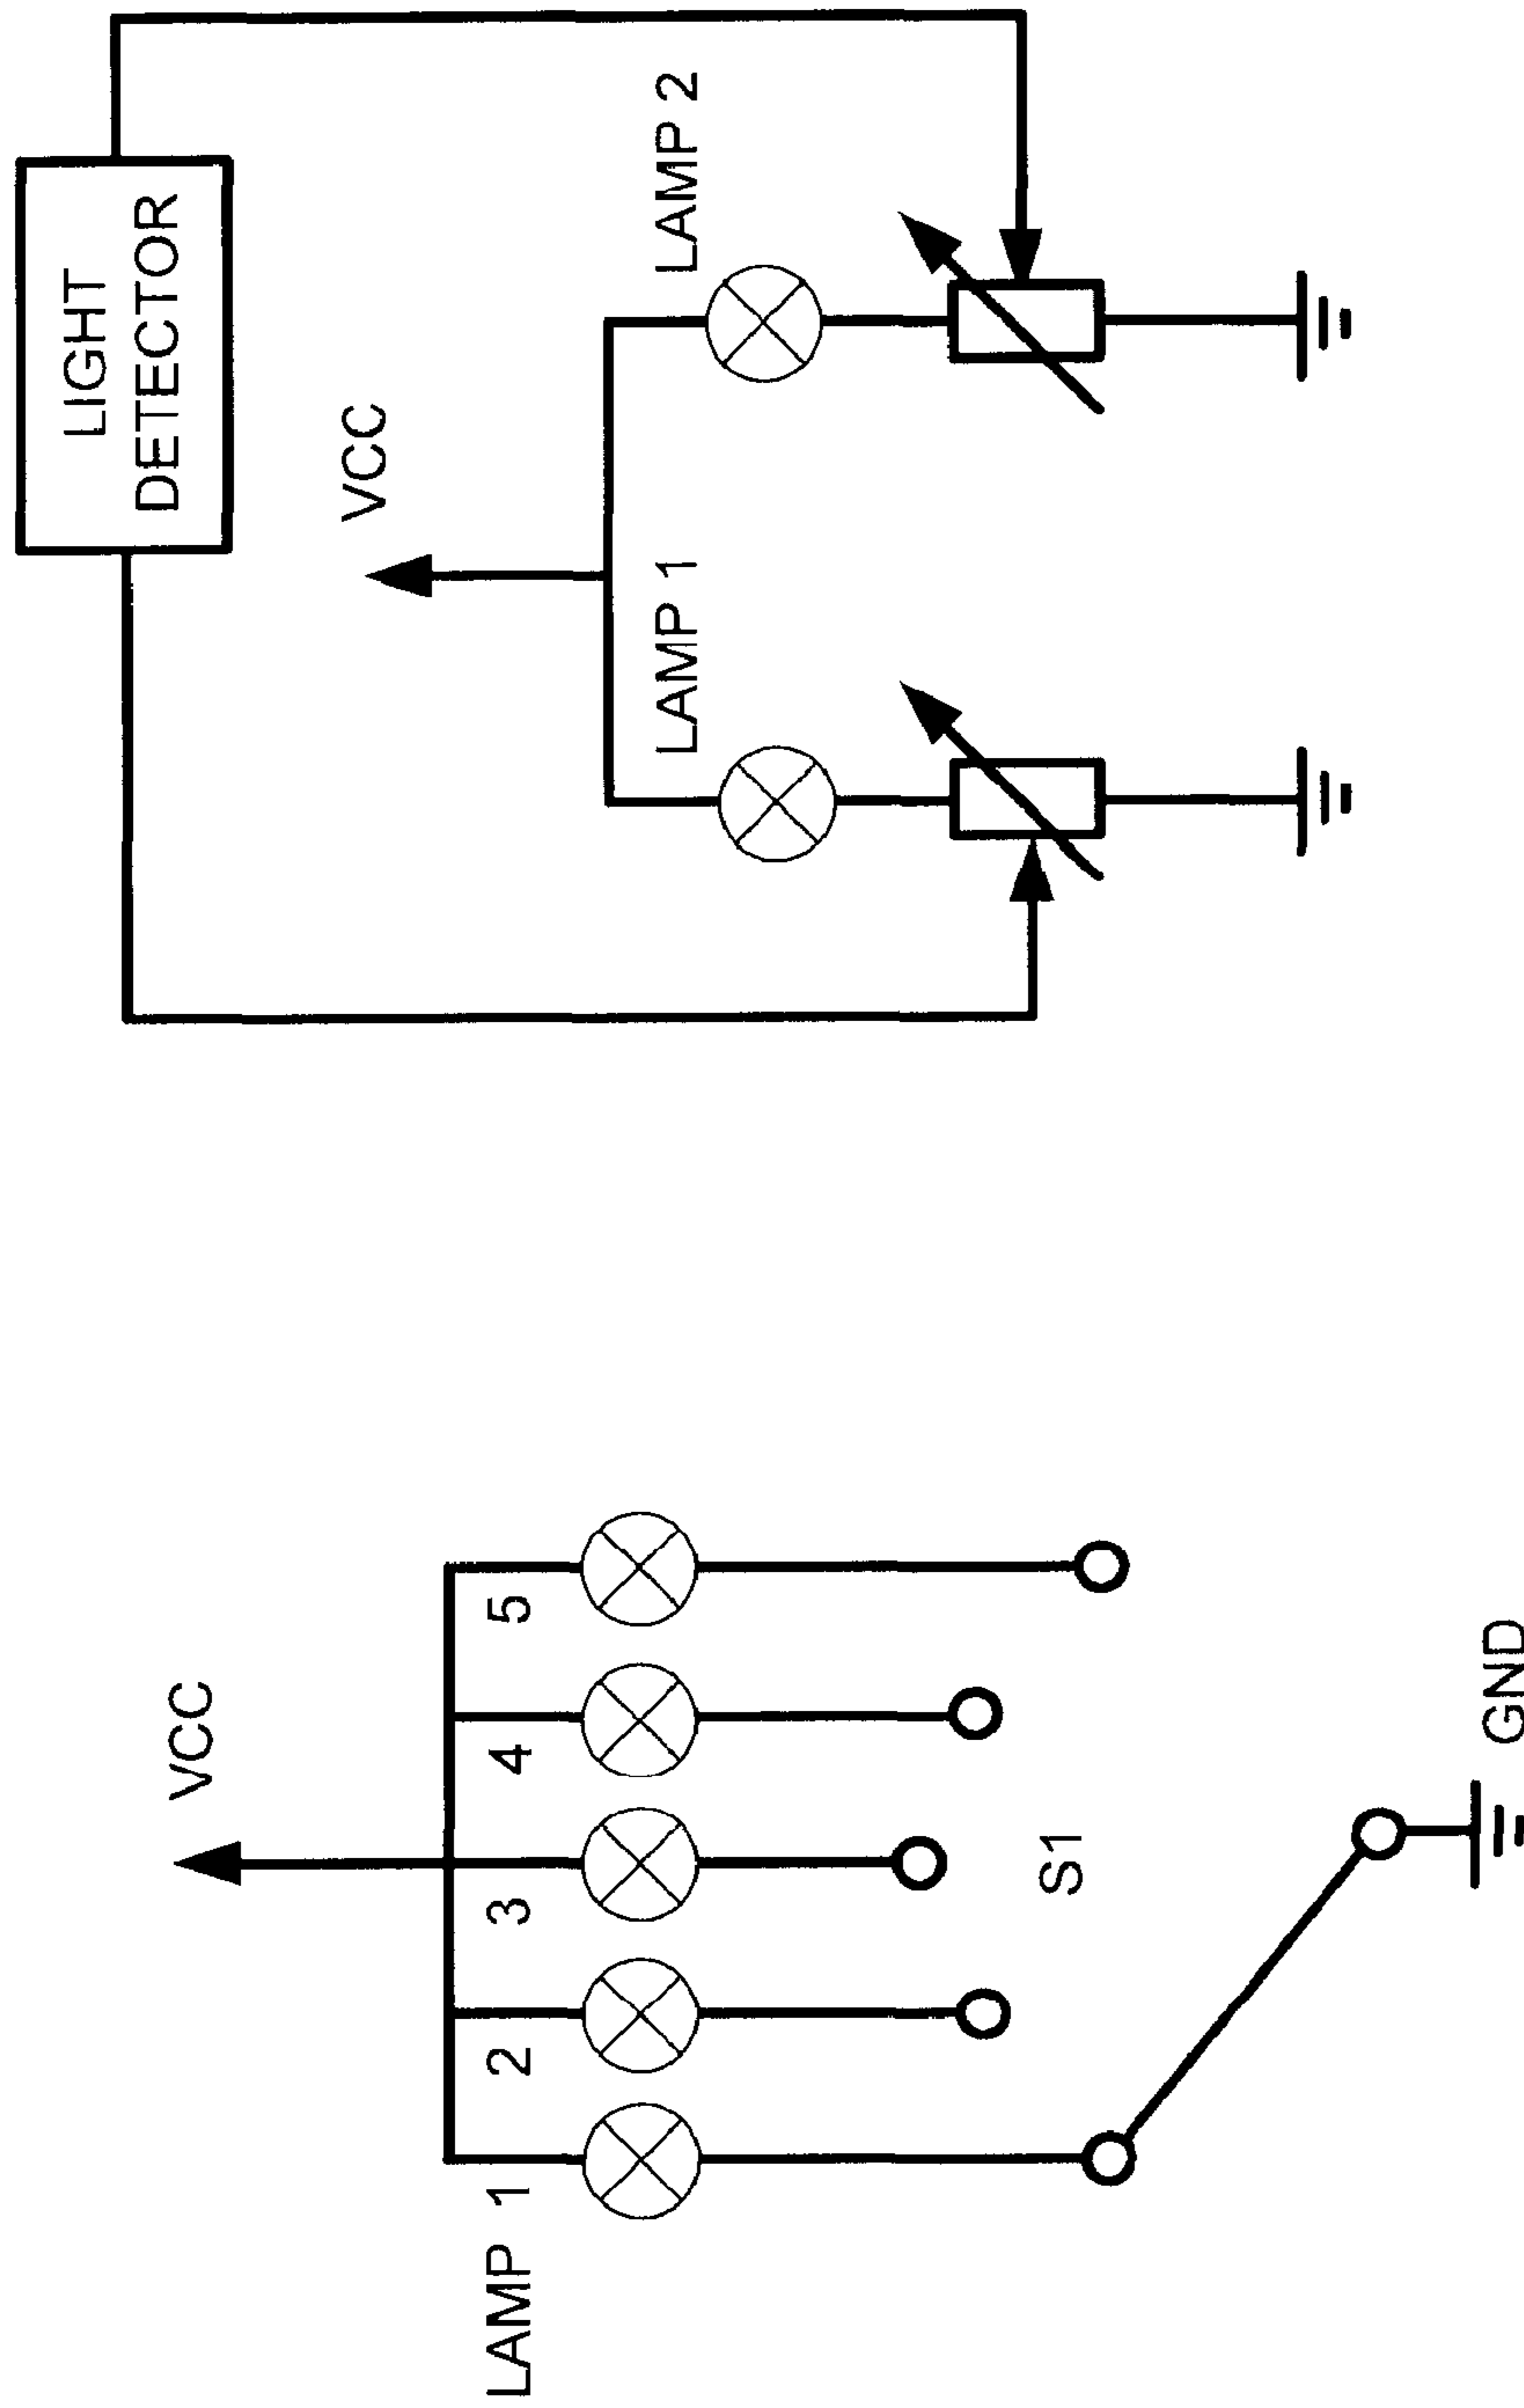 LIGHT
DETECTOR
VCC
LAMP 1
LAMP 2
VCC
LAMP 1
2
3
4
5
S1
GND